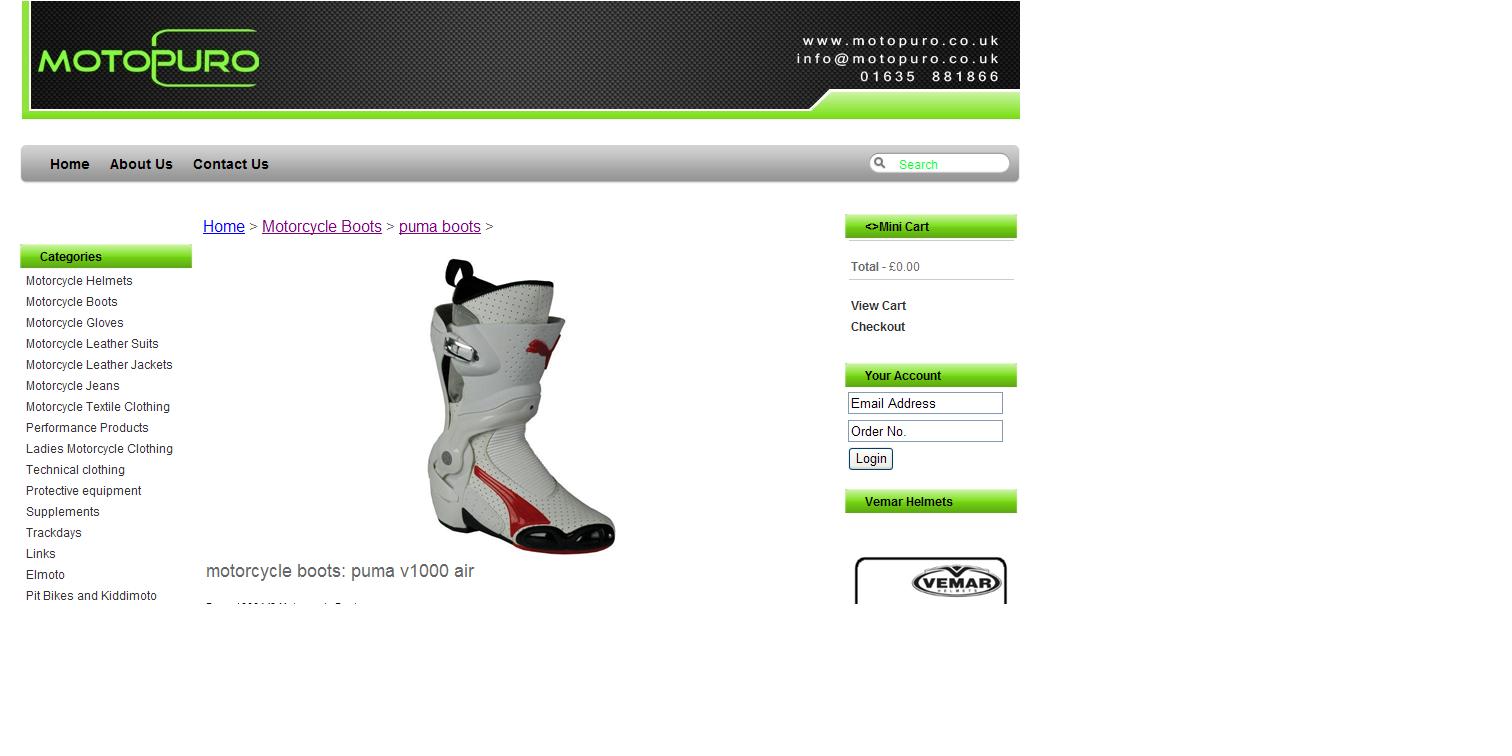 MOTOPURO
www.motopuro.co.uk
info@motopuro.co.uk
01635 881866
Home About Us Contact Us
Search
Home > Motorcycle Boots > puma boots >
Categories
Motorcycle Helmets
Motorcycle Boots
Motorcycle Gloves
Motorcycle Leather Suits
Motorcycle Leather Jackets
Motorcycle Jeans
Motorcycle Textile Clothing
Performance Products
Ladies Motorcycle Clothing
Technical clothing
Protective equipment
Supplements
Trackdays
Links
Elmoto
Pit Bikes and Kiddimoto
motorcycle boots: puma v1000 air
<>Mini Cart
Total - £0.00
View Cart
Checkout
Your Account
Email Address
Order No.
Login
Vemar Helmets
VEMAR
HELMETS